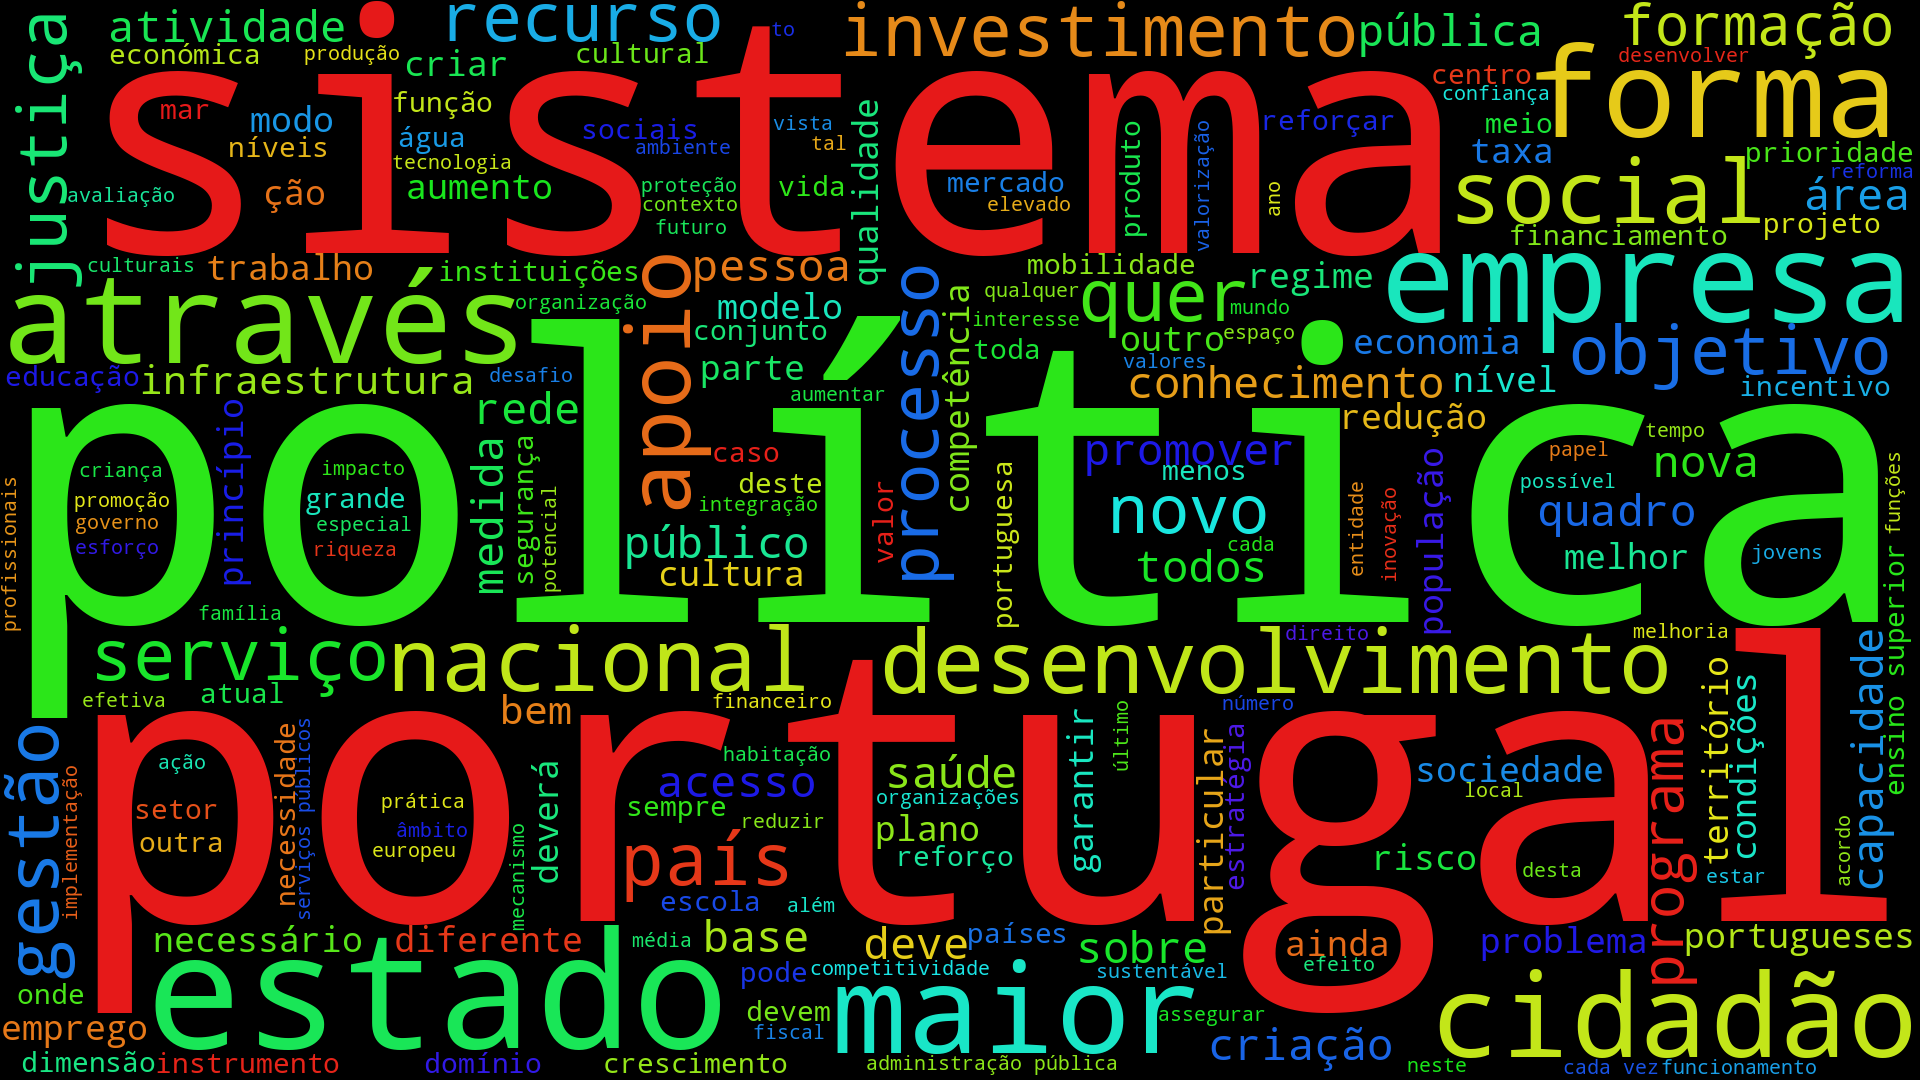 justiça
atividade
recurso
investimento
pública
formação
económica
produção
criar
cultural
to
desenvolver
sistema
centro
confiança
forma
mar
modo
função
água
níveis
tecnologia
sociais
ambiente
vista
tal
qualidade
produto
valorização
reforçar
meio
taxa
prioridade
reforma
avaliação
ção
aumento
proteção
contexto
futuro
vida
mercado
elevado
ano
social
área
projeto
financiamento
culturais
trabalho
instituições
organização
apoio
pessoa
modelo
conjunto
parte
aumentar
processo
competência
mobilidade
qualquer
interesse
toda
quer
mundo
espaço
outro
valores
regime
economia
empresa
objetivo
através
educação
infraestrutura
desafio
rede
conhecimento
nível
incentivo
redução
política
profissionais
criança
promoção
governo
esforço
princípio
impacto
grande
especial
riqueza
medida
segurança
potencial
caso
deste
integração
público
cultura
valor
portuguesa
promover
menos
novo
cada
todos
entidade
inovação
população
papel
tempo
nova
possível
quadro
melhor
jovens
funções
ensino superior
família
serviço
nacional
desenvolvimento
direito
melhoria
efetiva
atual
bem
financeiro
número
portugal
gestão
implementação
ação
setor
outra
necessidade
serviços públicos
prática
âmbito
europeu
mecanismo
deverá
habitação
acesso
sempre
reduzir
país
escola
além
saúde
organizações
plano
reforço
garantir
último
particular
estratégia
sociedade
local
risco
desta
programa
território
condições
estar
acordo
capacidade
necessário
diferente
média
base
deve
países
sobre
ainda
efeito
problema
portugueses
onde
emprego
estado
pode
competitividade
devem
fiscal
maior
sustentável
assegurar
criação
cidadão
dimensão
instrumento
domínio
crescimento
administração pública
neste
cada vez
funcionamento